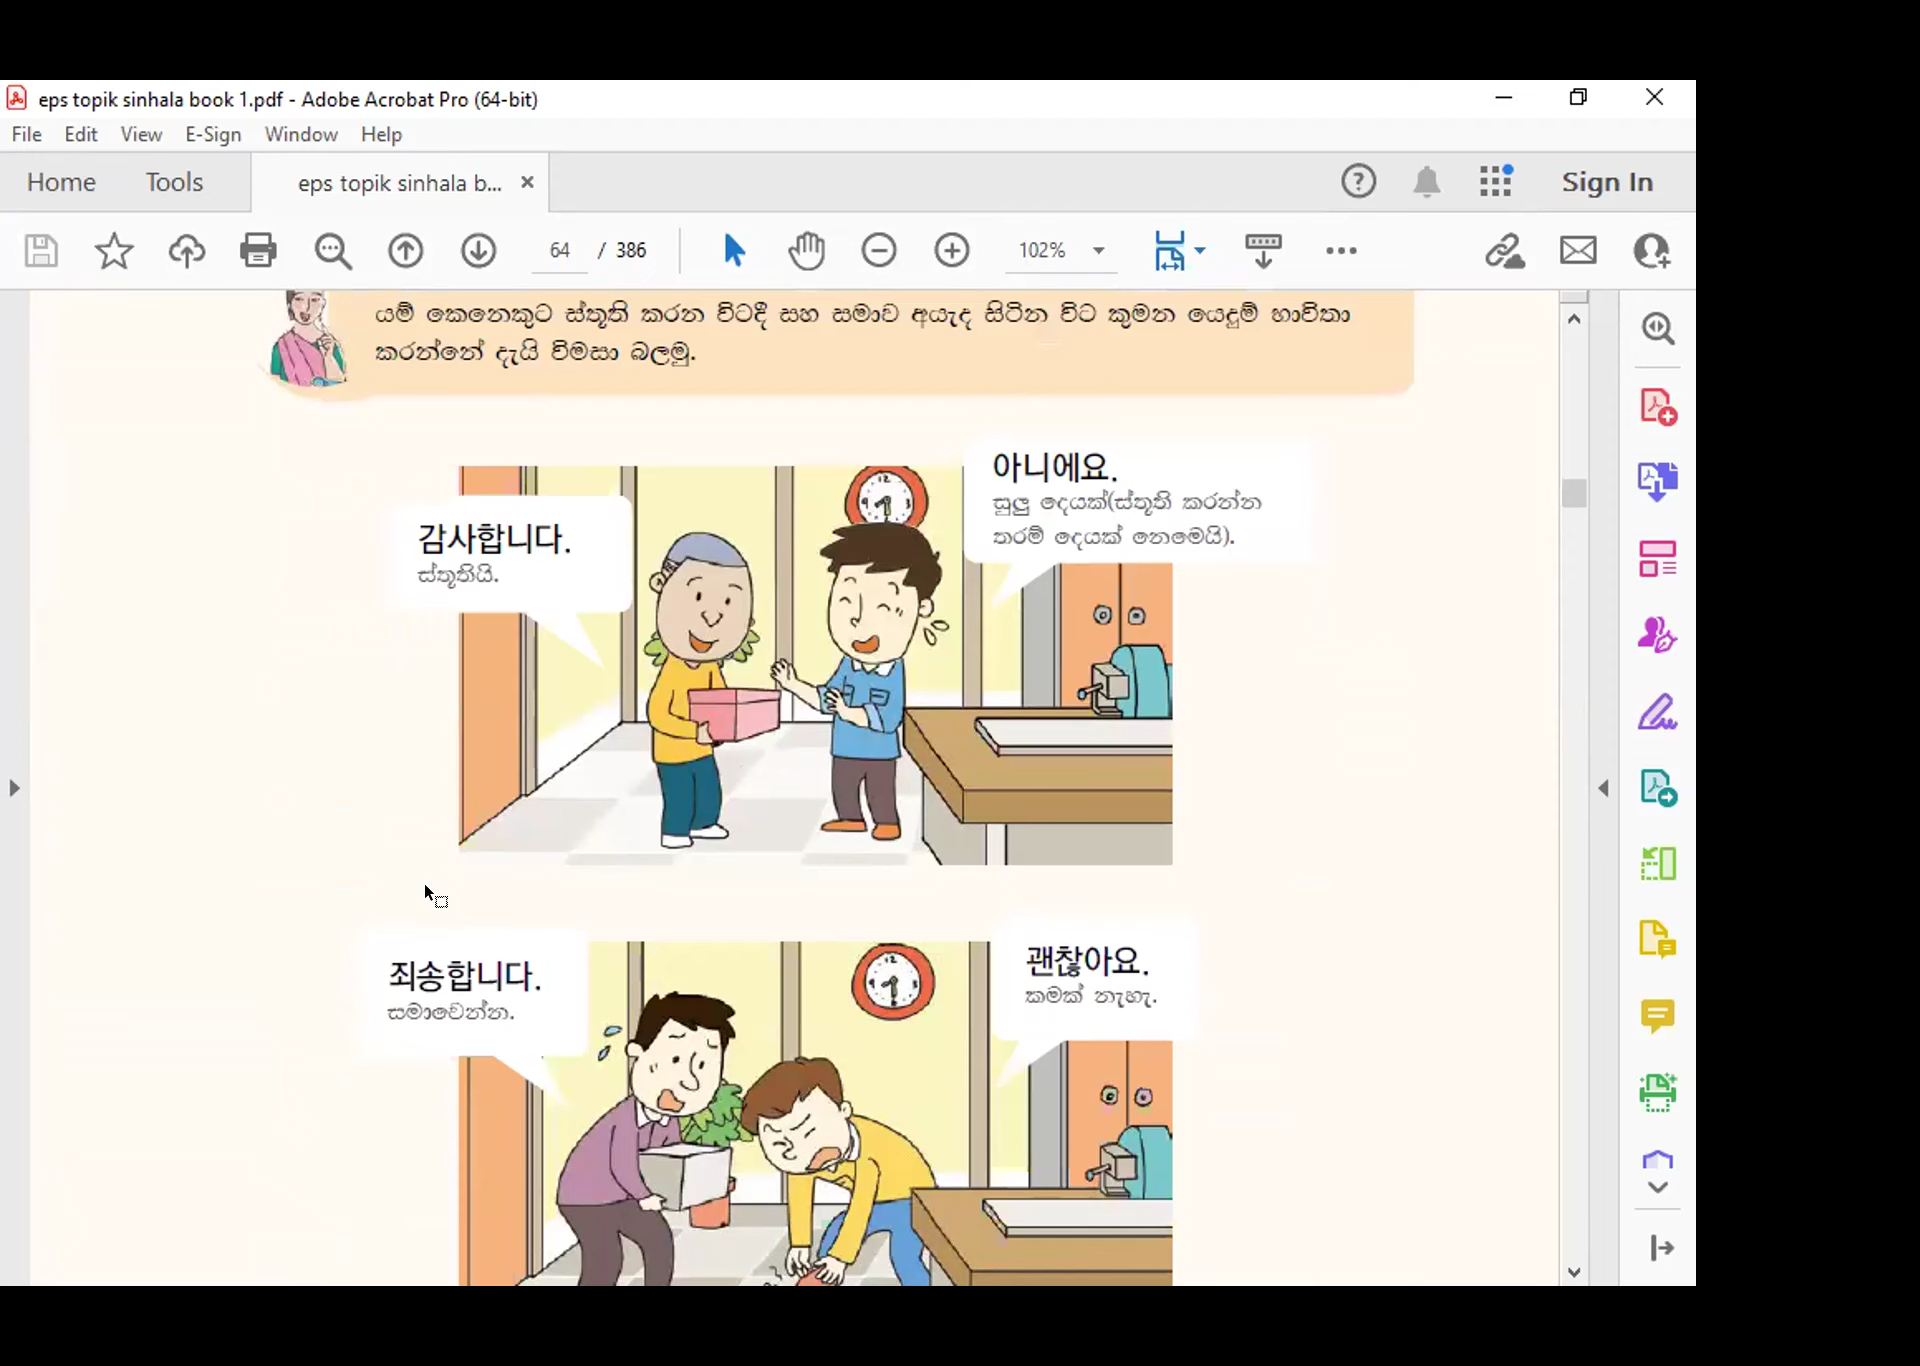 eps topik sinhala book 1.pdf - Adobe Acrobat Pro (64-bit)
File Edit View E-Sign Window Help
Home Tools eps topik sinhala b... Sign In
64 / 386 102%
යම් කෙනෙකුට ස්තූති කරන විටදී සහ සමාව අයැද සිටින විට කුමන යෙදුම් භාවිතා
කරන්නේ දැයි විමසා බලමු.
아니에요.
සුලු දෙයක්(ස්තූති කරන්න
තරම් දෙයක් නෙමෙයි).
감사합니다.
ස්තූතියි.
죄송합니다.
සමාවෙන්න.
괜찮아요.
කමක් නැහැ.